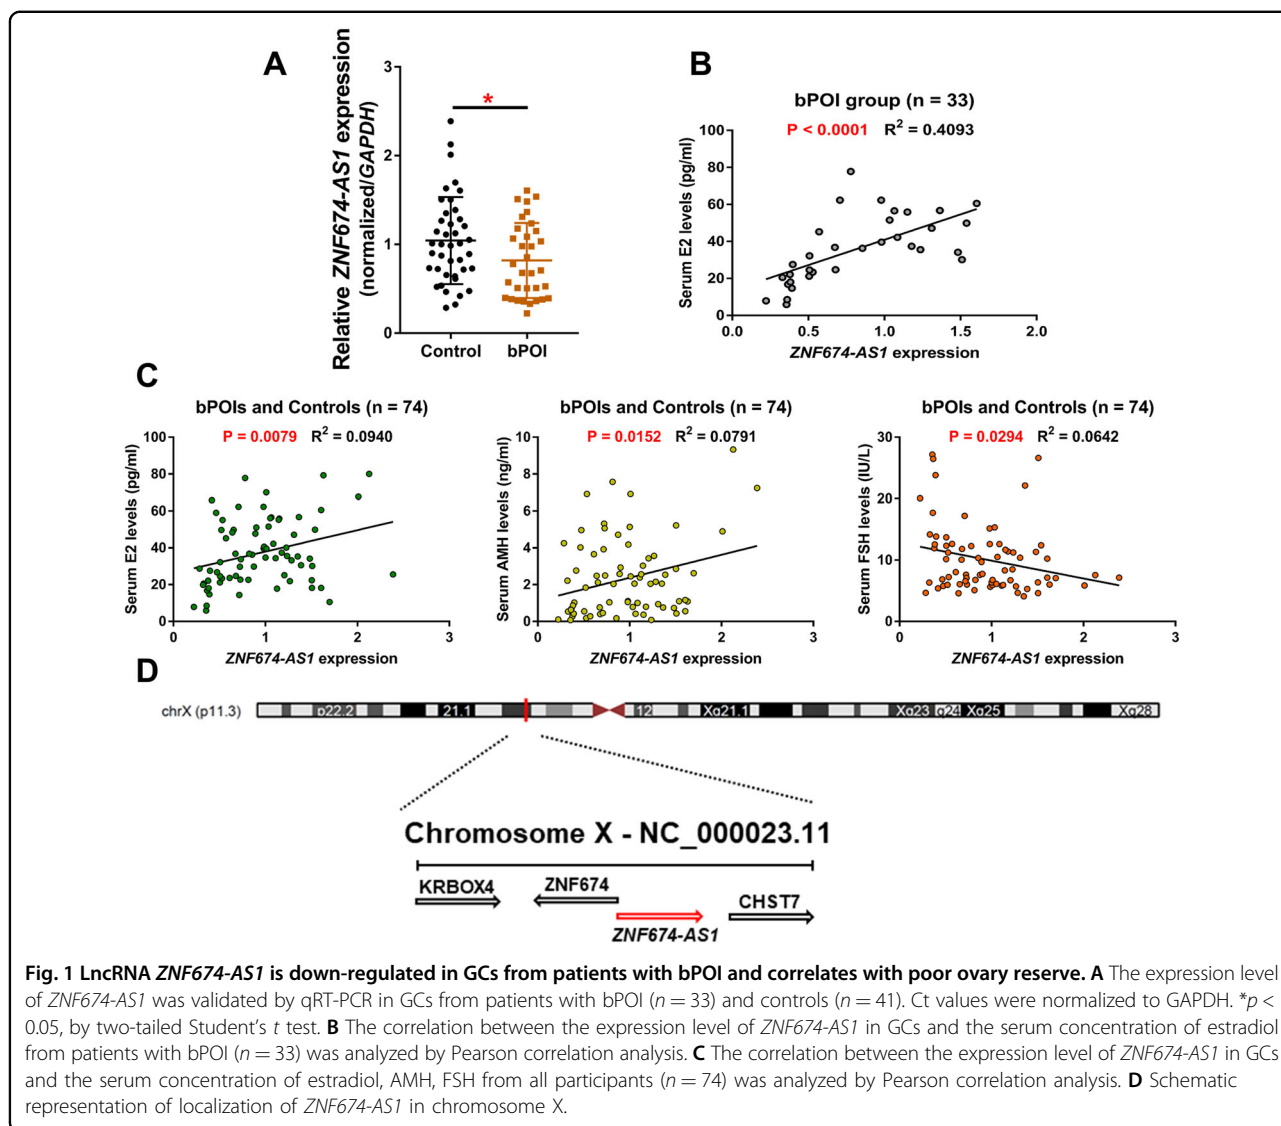 A
Relative ZNF674-AS1 expression
(normalized/GAPDH)
3
2
1
0
*
Control
bPOI
B
bPOI group (n = 33)
P < 0.0001 R2 = 0.4093
Serum E2 levels (pg/ml)
100
80
60
40
20
0
0.0 0.5 1.0 1.5 2.0
ZNF674-AS1 expression
C
bPOIs and Controls (n = 74)
P = 0.0079 R2 = 0.0940
Serum E2 levels (pg/ml)
100
80
60
40
20
0
0 1 2 3
ZNF674-AS1 expression
bPOIs and Controls (n = 74)
P = 0.0152 R2 = 0.0791
Serum AMH levels (ng/ml)
10
8
6
4
2
0
0 1 2 3
ZNF674-AS1 expression
bPOIs and Controls (n = 74)
P = 0.0294 R2 = 0.0642
Serum FSH levels (IU/L)
30
20
10
0
0 1 2 3
ZNF674-AS1 expression
D
chrX (p11.3)
p22.2 21.1 12 Xq21.1 Xq23 q24 Xq25 Xq28
Chromosome X - NC_000023.11
KRBOX4
ZNF674
CHST7
ZNF674-AS1
Fig. 1 LncRNA ZNF674-AS1 is down-regulated in GCs from patients with bPOI and correlates with poor ovary reserve. A The expression level
of ZNF674-AS1 was validated by qRT-PCR in GCs from patients with bPOI (n = 33) and controls (n = 41). Ct values were normalized to GAPDH. *p <
0.05, by two-tailed Student's t test. B The correlation between the expression level of ZNF674-AS1 in GCs and the serum concentration of estradiol
from patients with bPOI (n = 33) was analyzed by Pearson correlation analysis. C The correlation between the expression level of ZNF674-AS1 in GCs
and the serum concentration of estradiol, AMH, FSH from all participants (n = 74) was analyzed by Pearson correlation analysis. D Schematic
representation of localization of ZNF674-AS1 in chromosome X.